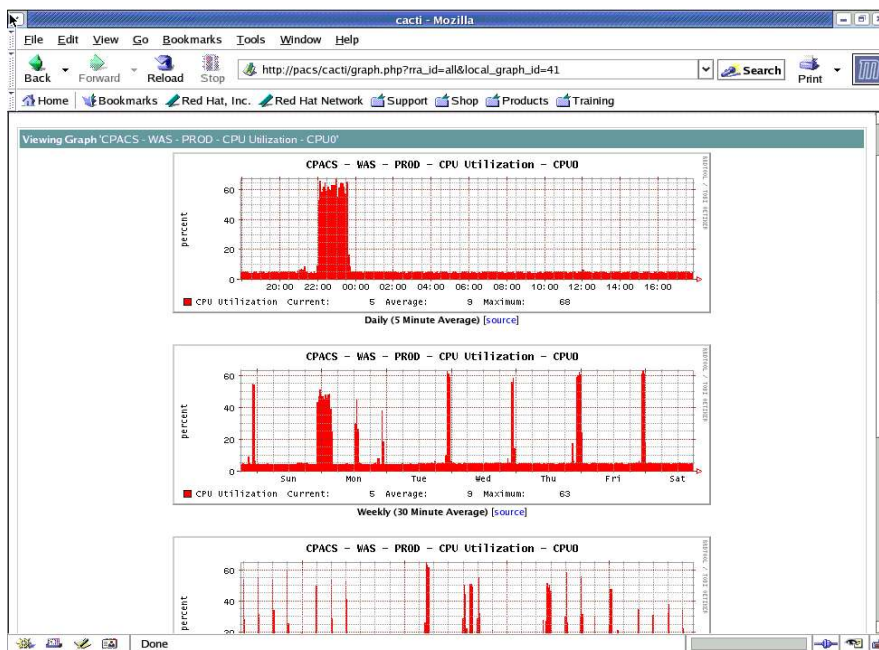 cacti - Mozilla
File Edit View Go Bookmarks Tools Window Help
Back Forward Reload Stop http://pacs/cacti/graph.php?rra_id=all&local_graph_id=41 Search Print
Home Bookmarks Red Hat, Inc. Red Hat Network Support Shop Products Training
Viewing Graph 'CPACS - WAS - PROD - CPU Utilization - CPU0'
CPACS - WAS - PROD - CPU Utilization - CPU0
RRDTOOL / TOBI OETIKER
percent
60
40
20
0
20:00 22:00 00:00 02:00 04:00 06:00 08:00 10:00 12:00 14:00 16:00
CPU Utilization Current: 5 Average: 9 Maximum: 68
Daily (5 Minute Average) [source]
CPACS - WAS - PROD - CPU Utilization - CPU0
RRDTOOL / TOBI OETIKER
percent
60
40
20
0
Sun Mon Tue Wed Thu Fri Sat
CPU Utilization Current: 5 Average: 9 Maximum: 63
Weekly (30 Minute Average) [source]
CPACS - WAS - PROD - CPU Utilization - CPU0
percent
60
40
20
Done